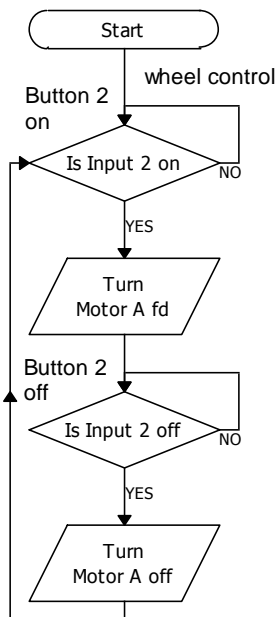 Start
wheel control
Button 2
on
Is Input 2 on
NO
YES
Turn
Motor A fd
Button 2
off
Is Input 2 off
NO
YES
Turn
Motor A off